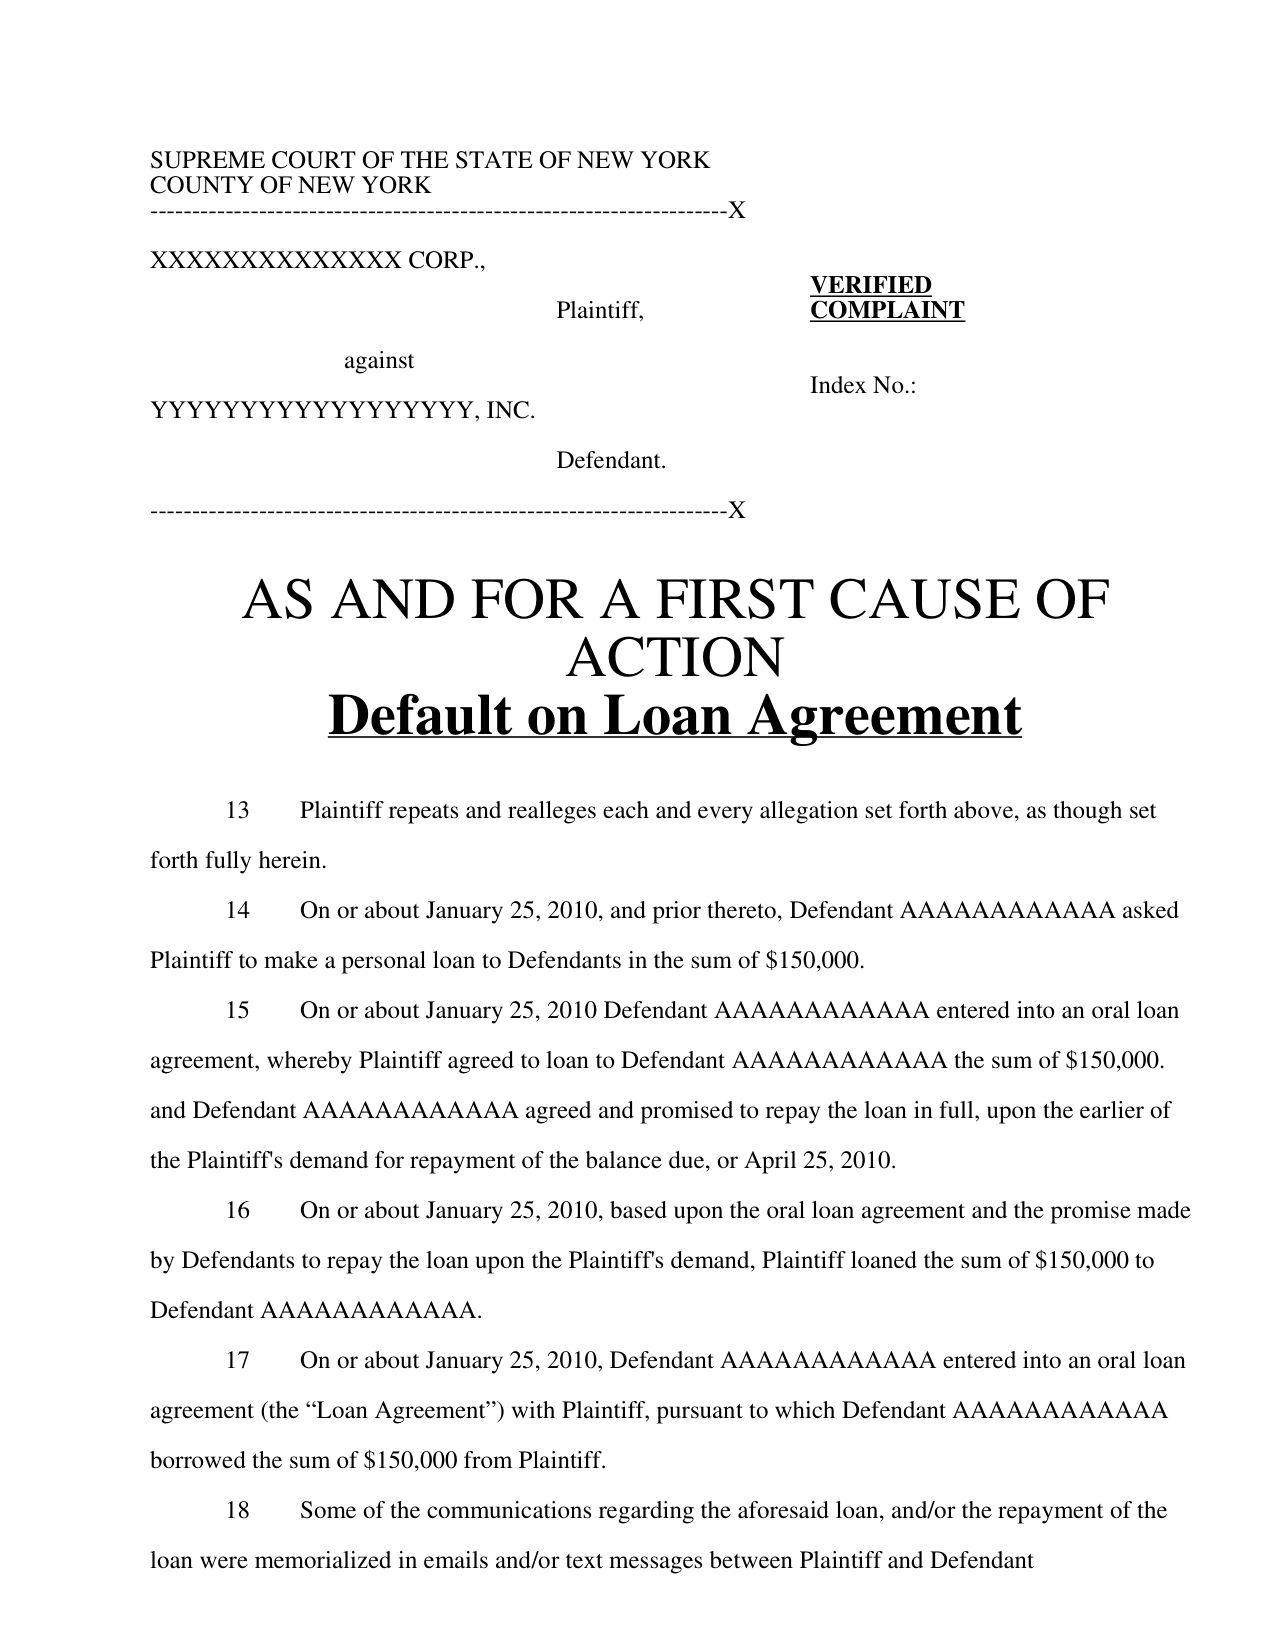 SUPREME COURT OF THE STATE OF NEW YORK
COUNTY OF NEW YORK
---------------------------------------------------------------------X
XXXXXXXXXXXXXX CORP.,
VERIFIED
Plaintiff,
COMPLAINT
against
Index No.:
YYYYYYYYYYYYYYYYYY, INC.
Defendant.
---------------------------------------------------------------------X
AS AND FOR A FIRST CAUSE OF
ACTION
Default on Loan Agreement
13 Plaintiff repeats and realleges each and every allegation set forth above, as though set
forth fully herein.
14 On or about January 25, 2010, and prior thereto, Defendant AAAAAAAAAAAA asked
Plaintiff to make a personal loan to Defendants in the sum of $150,000.
15 On or about January 25, 2010 Defendant AAAAAAAAAAAA entered into an oral loan
agreement, whereby Plaintiff agreed to loan to Defendant AAAAAAAAAAAA the sum of $150,000.
and Defendant AAAAAAAAAAAA agreed and promised to repay the loan in full, upon the earlier of
the Plaintiff's demand for repayment of the balance due, or April 25, 2010.
16 On or about January 25, 2010, based upon the oral loan agreement and the promise made
by Defendants to repay the loan upon the Plaintiff's demand, Plaintiff loaned the sum of $150,000 to
Defendant AAAAAAAAAAAA.
17 On or about January 25, 2010, Defendant AAAAAAAAAAAA entered into an oral loan
agreement (the “Loan Agreement”) with Plaintiff, pursuant to which Defendant AAAAAAAAAAAA
borrowed the sum of $150,000 from Plaintiff.
18 Some of the communications regarding the aforesaid loan, and/or the repayment of the
loan were memorialized in emails and/or text messages between Plaintiff and Defendant